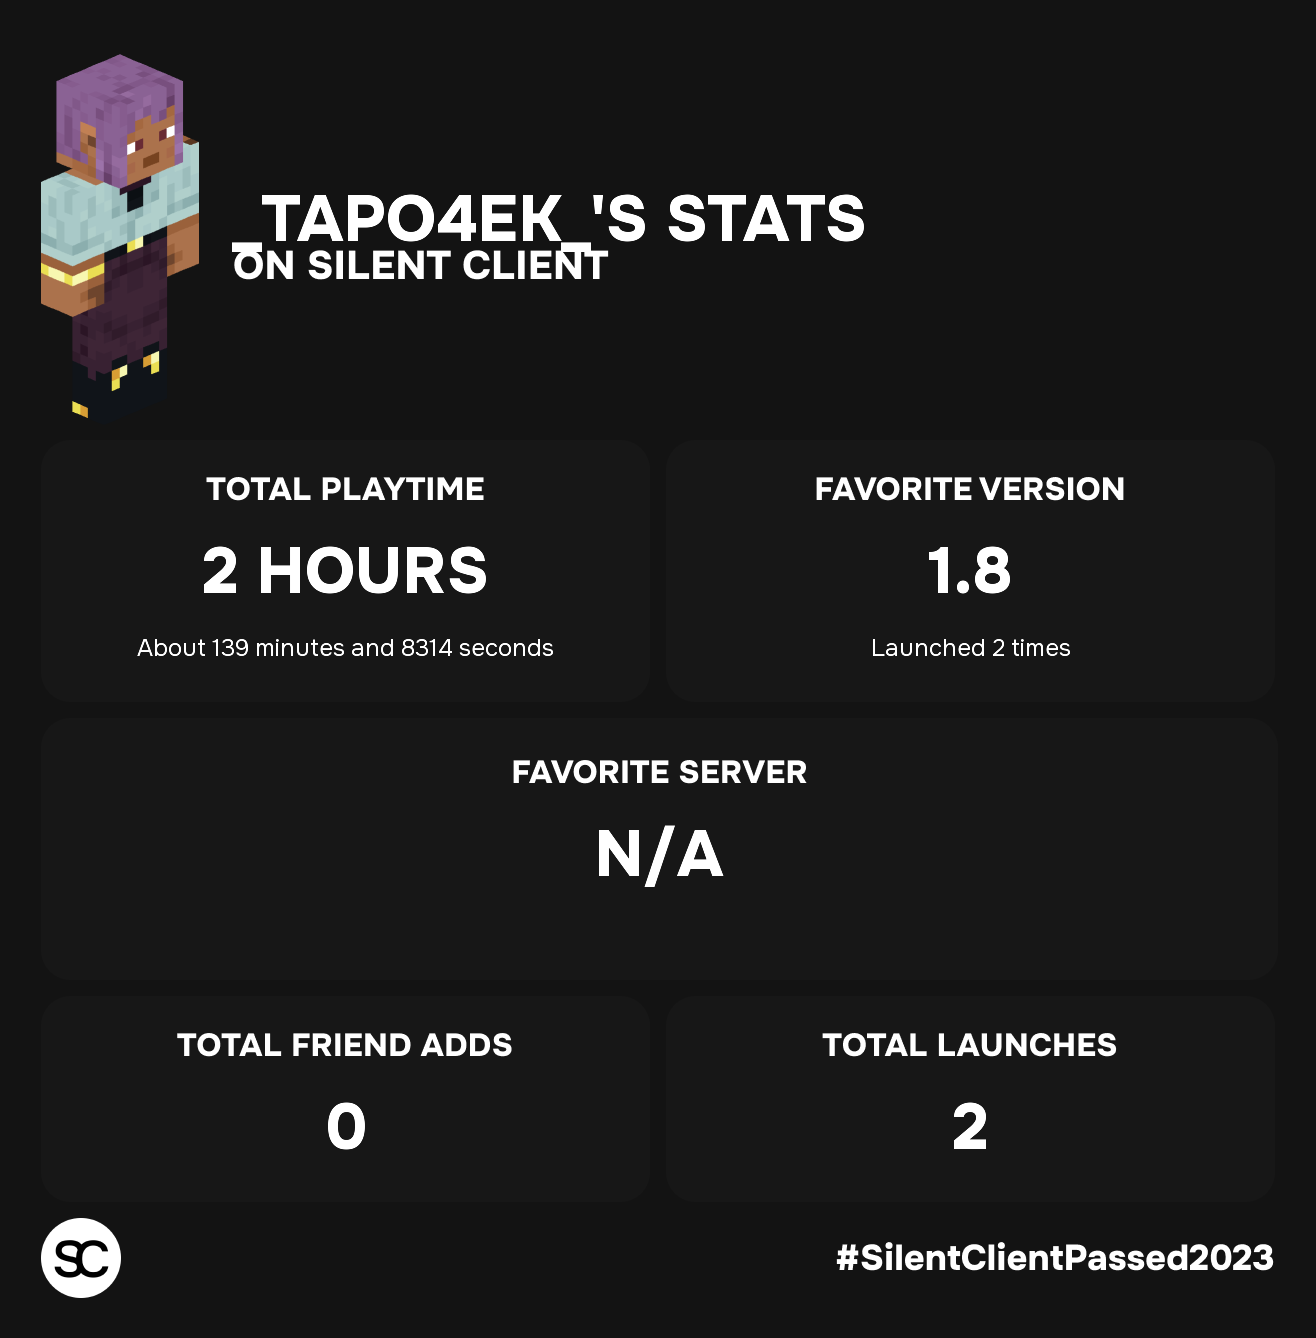 _TAPO4EK_'S STATS
ON SILENT CLIENT
TOTAL PLAYTIME
2 HOURS
About 139 minutes and 8314 seconds
FAVORITE VERSION
1.8
Launched 2 times
FAVORITE SERVER
N/A
TOTAL FRIEND ADDS
0
TOTAL LAUNCHES
2
SC
#SilentClientPassed2023